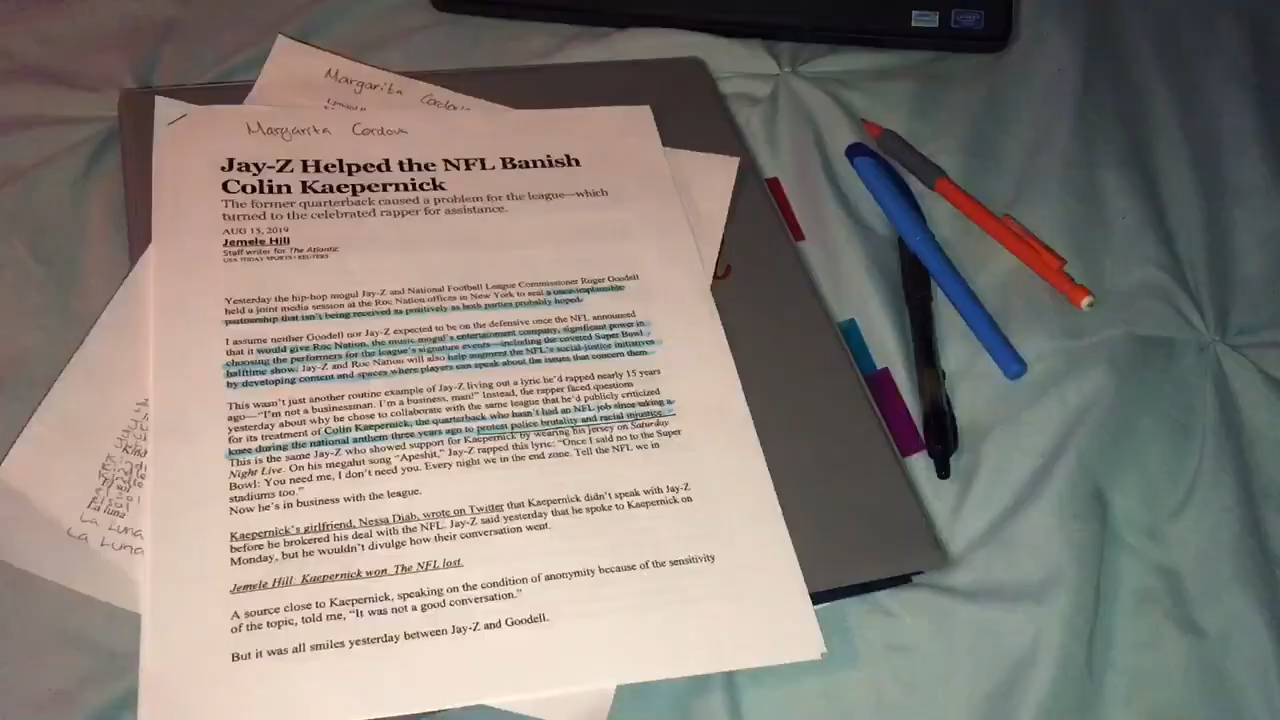 Margarita Cordova
Margarita Cordova
Jay-Z Helped the NFL Banish
Colin Kaepernick
The former quarterback caused a problem for the league—which
turned to the celebrated rapper for assistance.
AUG 15, 2019
Jemele Hill
Staff writer for The Atlantic
USA TODAY SPORTS / REUTERS
Yesterday the hip-hop mogul Jay-Z and National Football League Commissioner Roger Goodell
held a joint media session at the Roc Nation offices in New York to seal a once-implausible
partnership that isn't being received as positively as both parties probably hoped.
I assume neither Goodell nor Jay-Z expected to be on the defensive once the NFL announced
that it would give Roc Nation, the music mogul's entertainment company, significant power in
choosing the performers for the league's signature events—including the coveted Super Bowl
halftime show. Jay-Z and Roc Nation will also help augment the NFL's social-justice initiatives
by developing content and spaces where players can speak about the issues that concern them.
This wasn't just another routine example of Jay-Z living out a lyric he'd rapped nearly 15 years
ago—“I'm not a businessman. I'm a business, man!” Instead, the rapper faced questions
yesterday about why he chose to collaborate with the same league that he'd publicly criticized
for its treatment of Colin Kaepernick, the quarterback who hasn't had an NFL job since taking a
knee during the national anthem three years ago to protest police brutality and racial injustice.
This is the same Jay-Z who showed support for Kaepernick by wearing his jersey on Saturday
Night Live. On his megahit song “Apeshit,” Jay-Z rapped this lyric: “Once I said no to the Super
Bowl: You need me, I don't need you. Every night we in the end zone. Tell the NFL we in
stadiums too.”
Now he's in business with the league.
Kaepernick's girlfriend, Nessa Diab, wrote on Twitter that Kaepernick didn't speak with Jay-Z
before he brokered his deal with the NFL. Jay-Z said yesterday that he spoke to Kaepernick on
Monday, but he wouldn't divulge how their conversation went.
Jemele Hill: Kaepernick won. The NFL lost.
A source close to Kaepernick, speaking on the condition of anonymity because of the sensitivity
of the topic, told me, “It was not a good conversation.”
But it was all smiles yesterday between Jay-Z and Goodell.
La luna
La Luna
La Luna